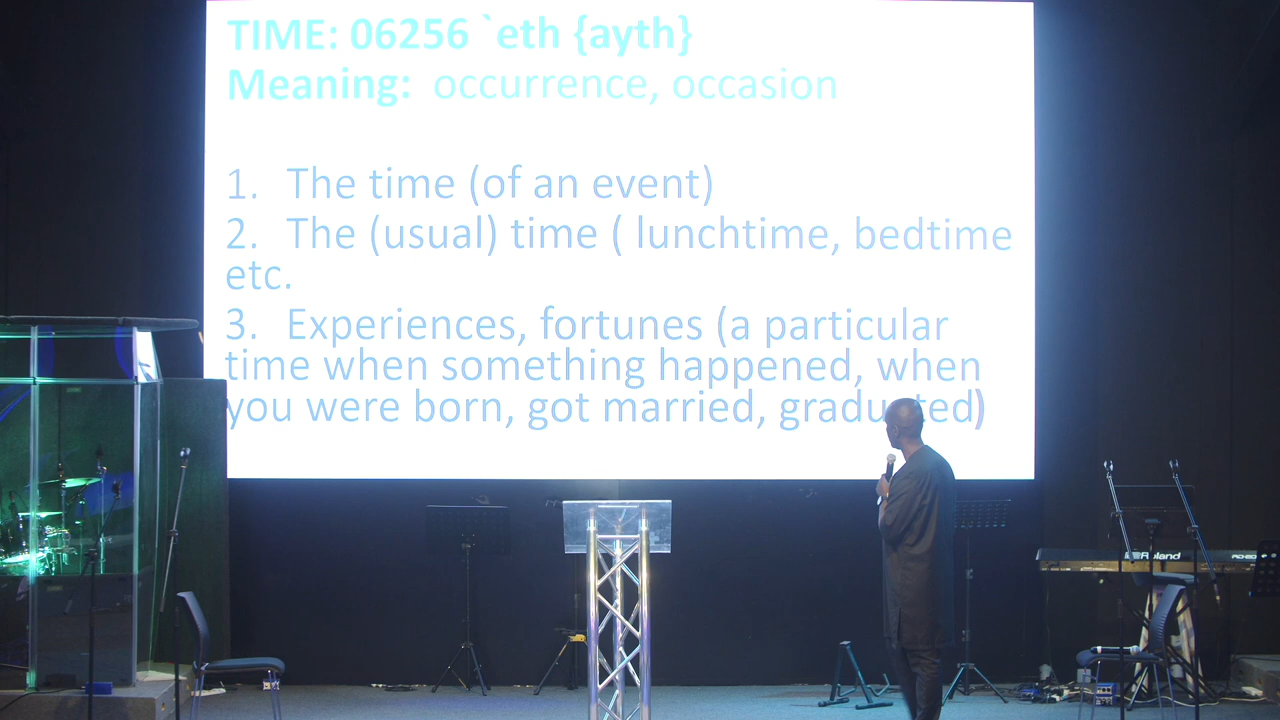 TIME: 06256 `eth {ayth}
Meaning: occurrence, occasion
1. The time (of an event)
2. The (usual) time ( lunchtime, bedtime
etc.
3. Experiences, fortunes (a particular
time when something happened, when
you were born, got married, graduated)
Roland